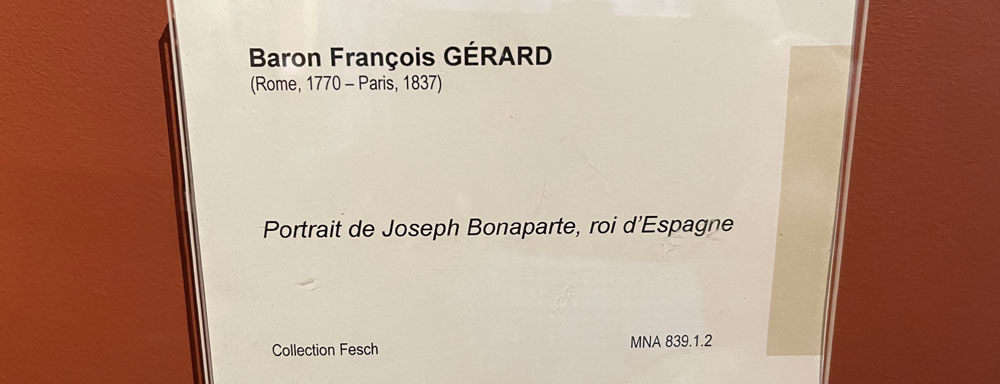 Baron François GÉRARD
(Rome, 1770 – Paris, 1837)
Portrait de Joseph Bonaparte, roi d'Espagne
Collection Fesch
MNA 839.1.2